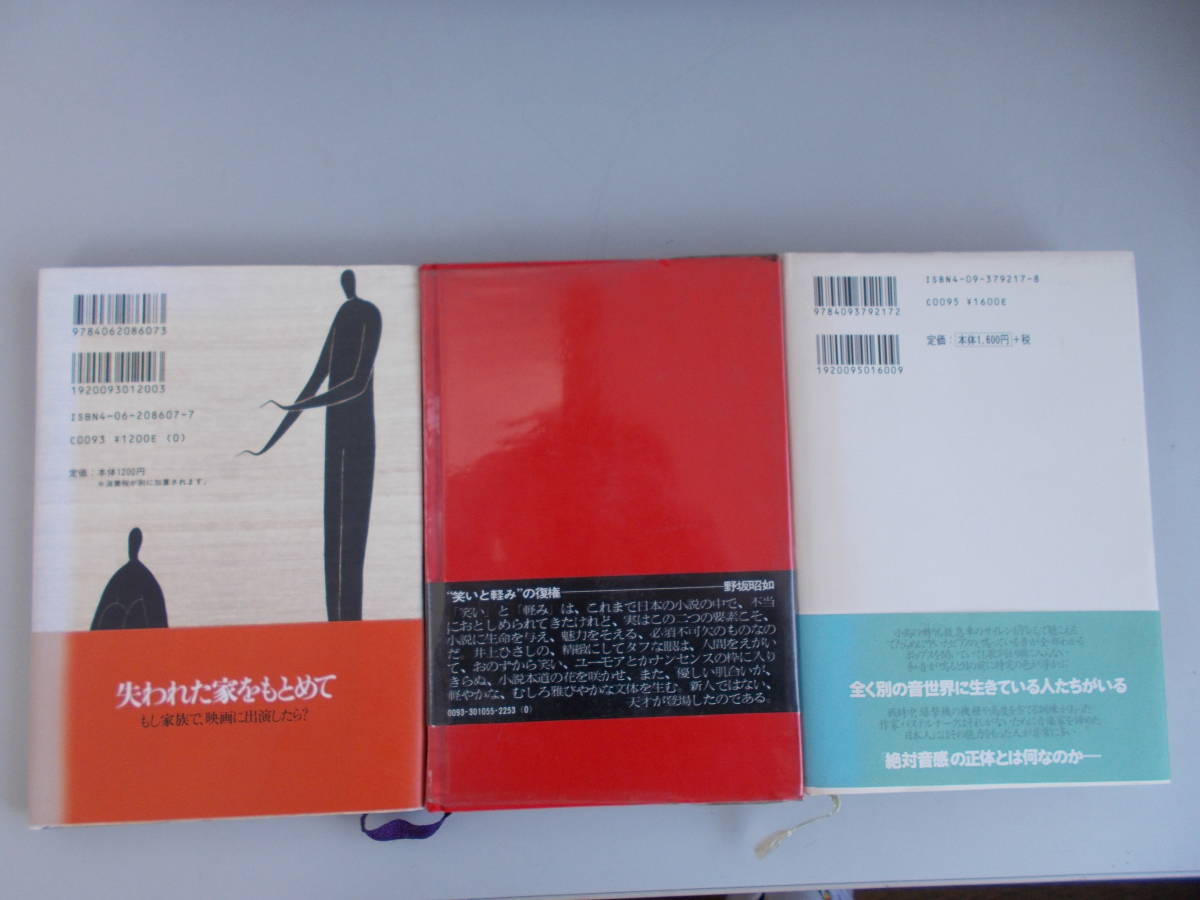 9784062086073
1920093012003
ISBN4-06-208607-7
C0093 ¥1200E (0)
定価：本体1200円
※消費税が別に加算されます。
失われた家をもとめて
もし家族で、映画に出演したら？
“笑いと軽み”の復権――野坂昭如
「笑い」と「軽み」は、これまで日本の小説の中で、不当
におとしめられてきたけれど、実はこの二つの要素こそ、
小説に生命を与え、魅力をそえる、必須不可欠のものなの
だ。井上ひさしの、精緻にしてタフな眼は、人間をえがい
て、おのずから笑い、ユーモアとかナンセンスの枠に入り
きらぬ、小説本道の花を咲かせ、また、優しい明台いが、
軽やかな、むしろ雅びやかな文体を生む。新人ではない、
天才が登場したのである。
0093-301055-2253 (0)
ISBN4-09-379217-8
C0095 ¥1600E
9784093792172
定価：本体1,600円＋税
1920095016009
全く別の音世界に生きている人たちがいる
「絶対音感」の正体とは何なのか――